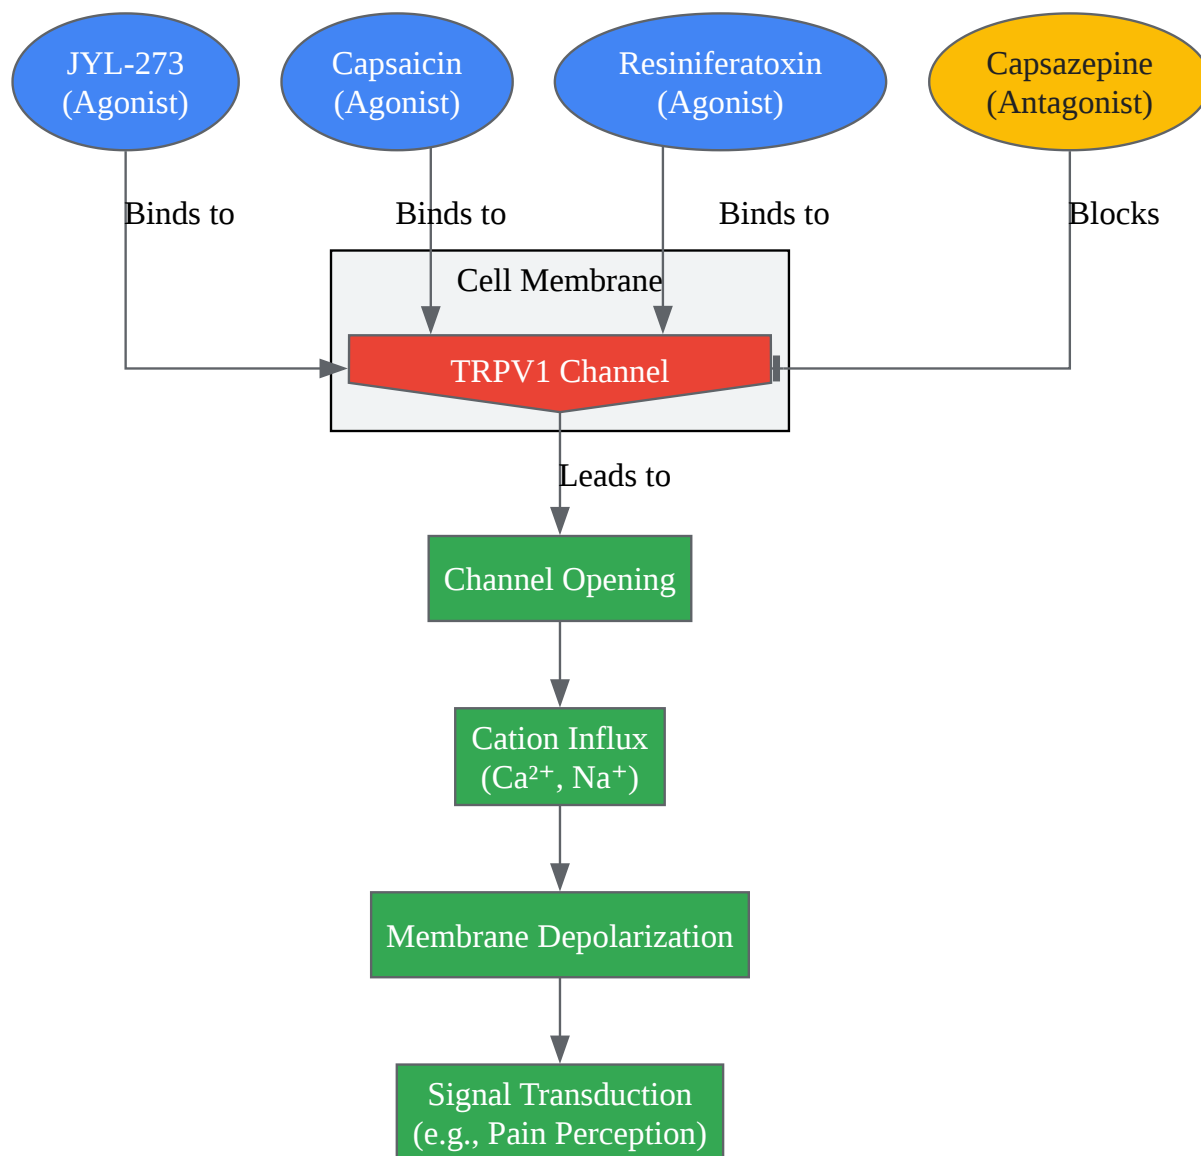 JYL-273
(Agonist)
Capsaicin
(Agonist)
Resiniferatoxin
(Agonist)
Capsazepine
(Antagonist)
Binds to
Binds to
Binds to
Blocks
Cell Membrane
TRPV1 Channel
Leads to
Channel Opening
Cation Influx
(Ca²⁺, Na⁺)
Membrane Depolarization
Signal Transduction
(e.g., Pain Perception)